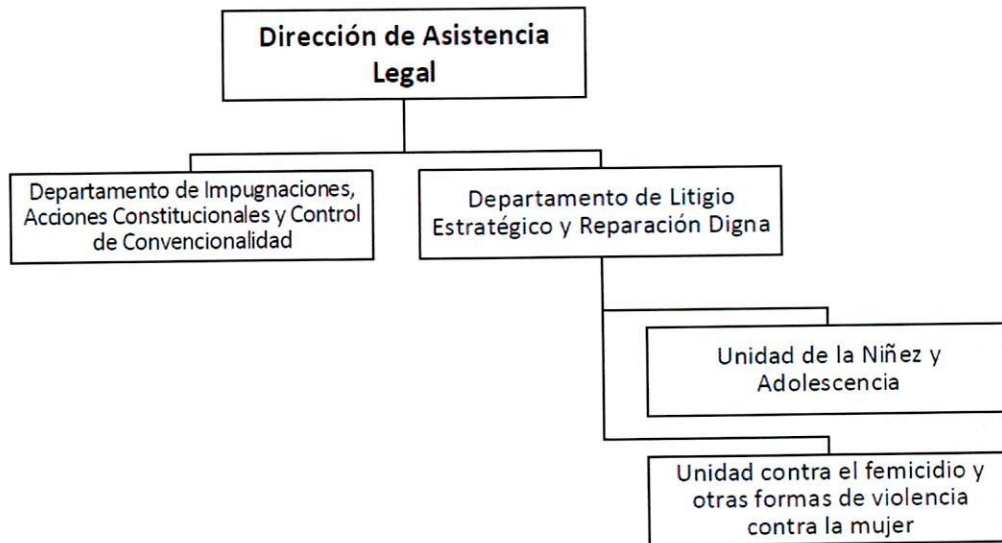 Dirección de Asistencia
Legal
Departamento de Impugnaciones,
Acciones Constitucionales y Control
de Convencionalidad
Departamento de Litigio
Estratégico y Reparación Digna
Unidad de la Niñez y
Adolescencia
Unidad contra el femicidio y
otras formas de violencia
contra la mujer